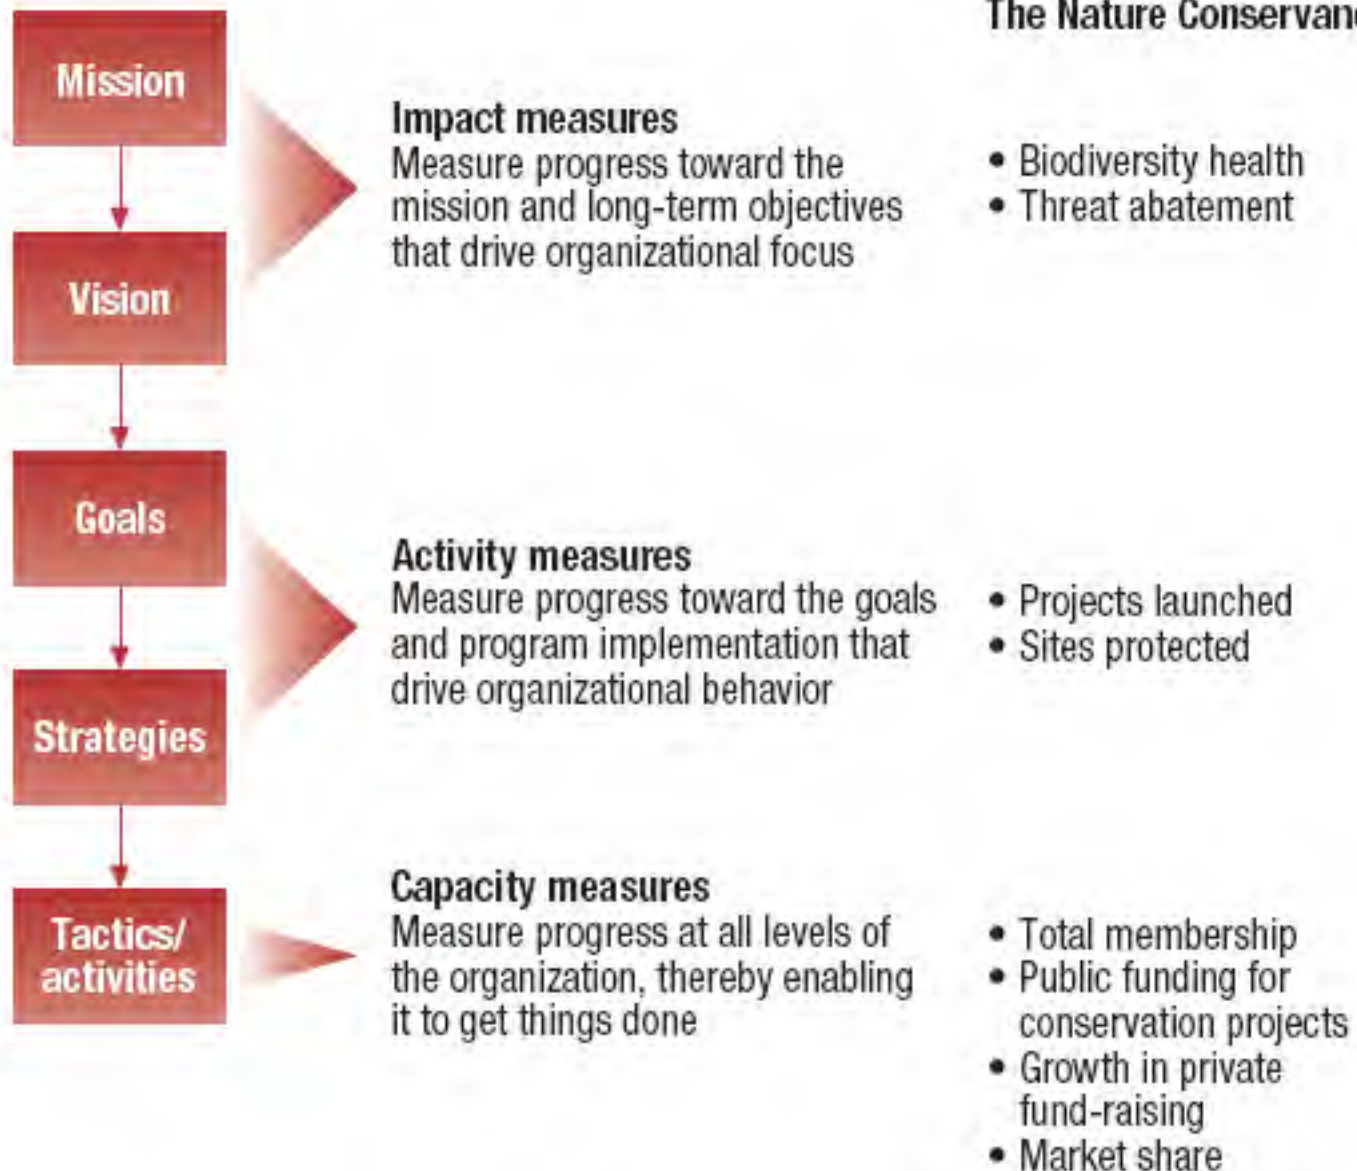 The Nature Conservanc
Mission
Impact measures
Measure progress toward the
mission and long-term objectives
that drive organizational focus
• Biodiversity health
• Threat abatement
Vision
Goals
Activity measures
Measure progress toward the goals
and program implementation that
drive organizational behavior
• Projects launched
• Sites protected
Strategies
Tactics/
activities
Capacity measures
Measure progress at all levels of
the organization, thereby enabling
it to get things done
• Total membership
• Public funding for
conservation projects
• Growth in private
fund-raising
• Market share